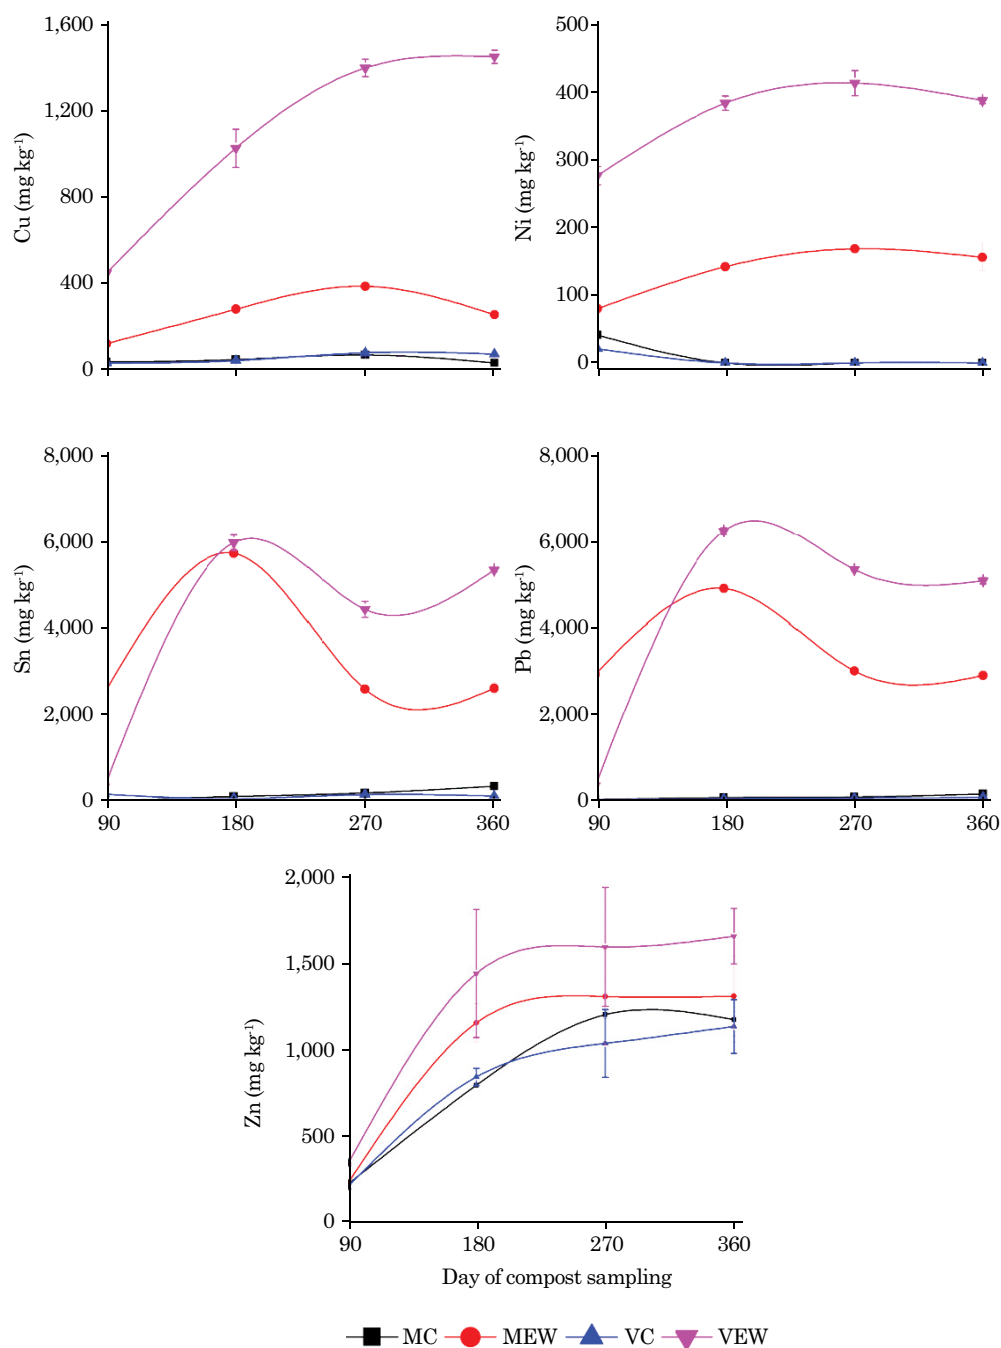 1,600
1,200
800
400
0
Cu (mg kg-1)
500
400
300
200
100
0
Ni (mg kg-1)
8,000
6,000
4,000
2,000
0
Sn (mg kg-1)
90 180 270 360
8,000
6,000
4,000
2,000
0
Pb (mg kg-1)
90 180 270 360
2,000
1,500
1,000
500
0
Zn (mg kg-1)
90 180 270 360
Day of compost sampling
MC MEW VC VEW